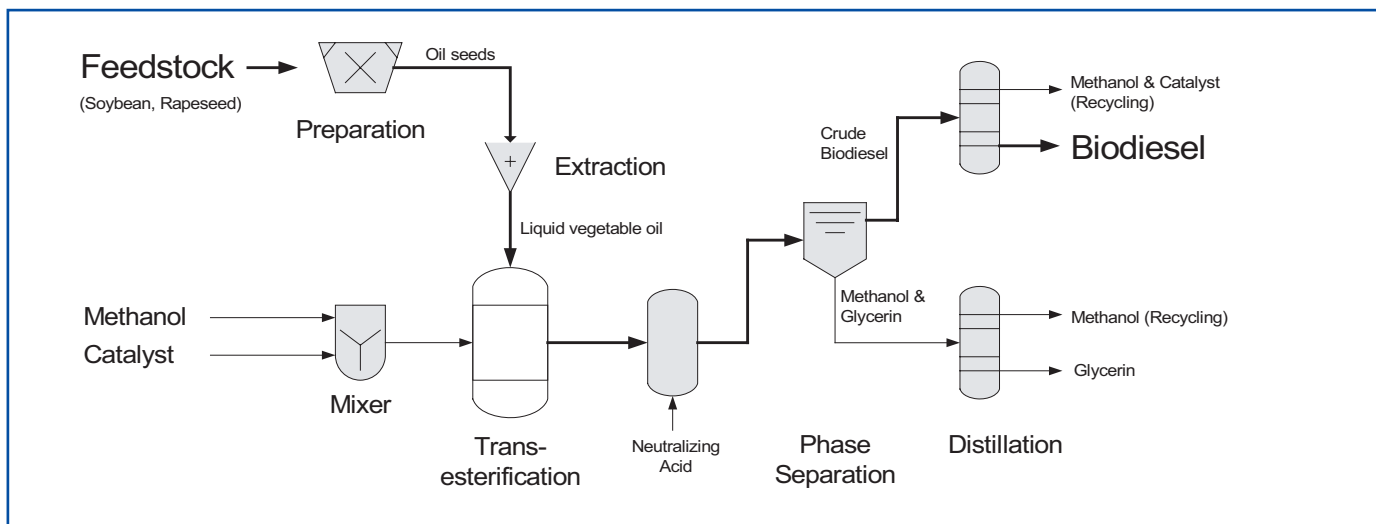 Feedstock
(Soybean, Rapeseed)
Preparation
Oil seeds
Extraction
Liquid vegetable oil
Methanol
Catalyst
Mixer
Trans-
esterification
Neutralizing
Acid
Phase
Separation
Crude
Biodiesel
Methanol &
Glycerin
Methanol & Catalyst
(Recycling)
Biodiesel
Methanol (Recycling)
Glycerin
Distillation